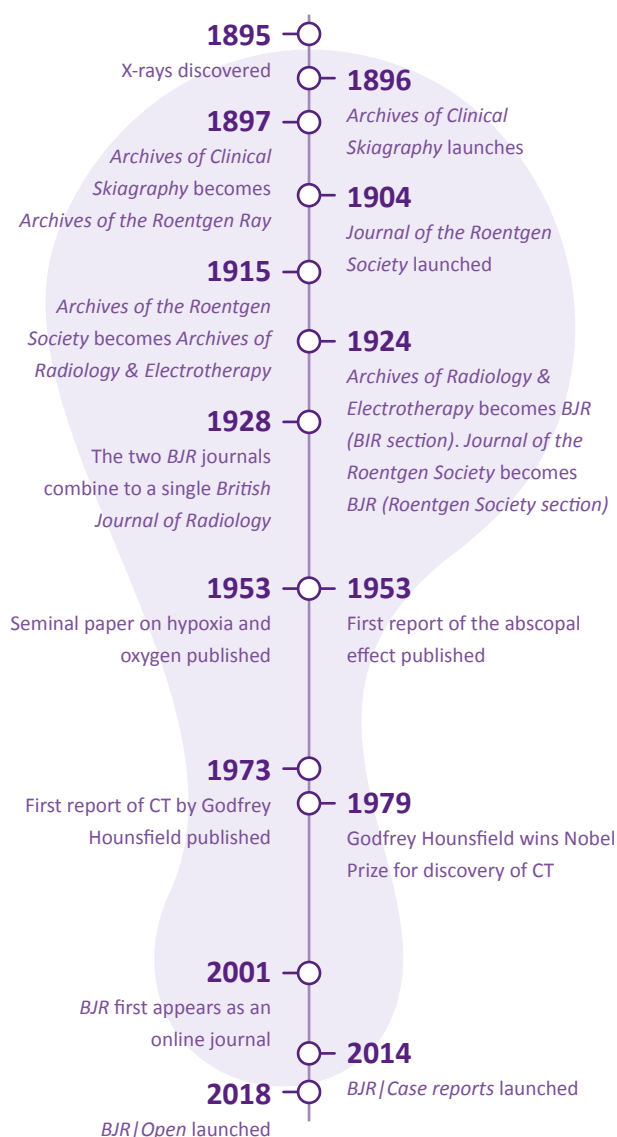 1895
X-rays discovered
1896
Archives of Clinical
Skiagraphy launches
1897
Archives of Clinical
Skiagraphy becomes
Archives of the Roentgen Ray
1904
Journal of the Roentgen
Society launched
1915
Archives of the Roentgen
Society becomes Archives of
Radiology & Electrotherapy
1924
Archives of Radiology &
Electrotherapy becomes BJR
(BIR section). Journal of the
Roentgen Society becomes
BJR (Roentgen Society section)
1928
The two BJR journals
combine to a single British
Journal of Radiology
1953
Seminal paper on hypoxia and
oxygen published
1953
First report of the abscopal
effect published
1973
First report of CT by Godfrey
Hounsfield published
1979
Godfrey Hounsfield wins Nobel
Prize for discovery of CT
2001
BJR first appears as an
online journal
2014
BJR|Case reports launched
2018
BJR|Open launched